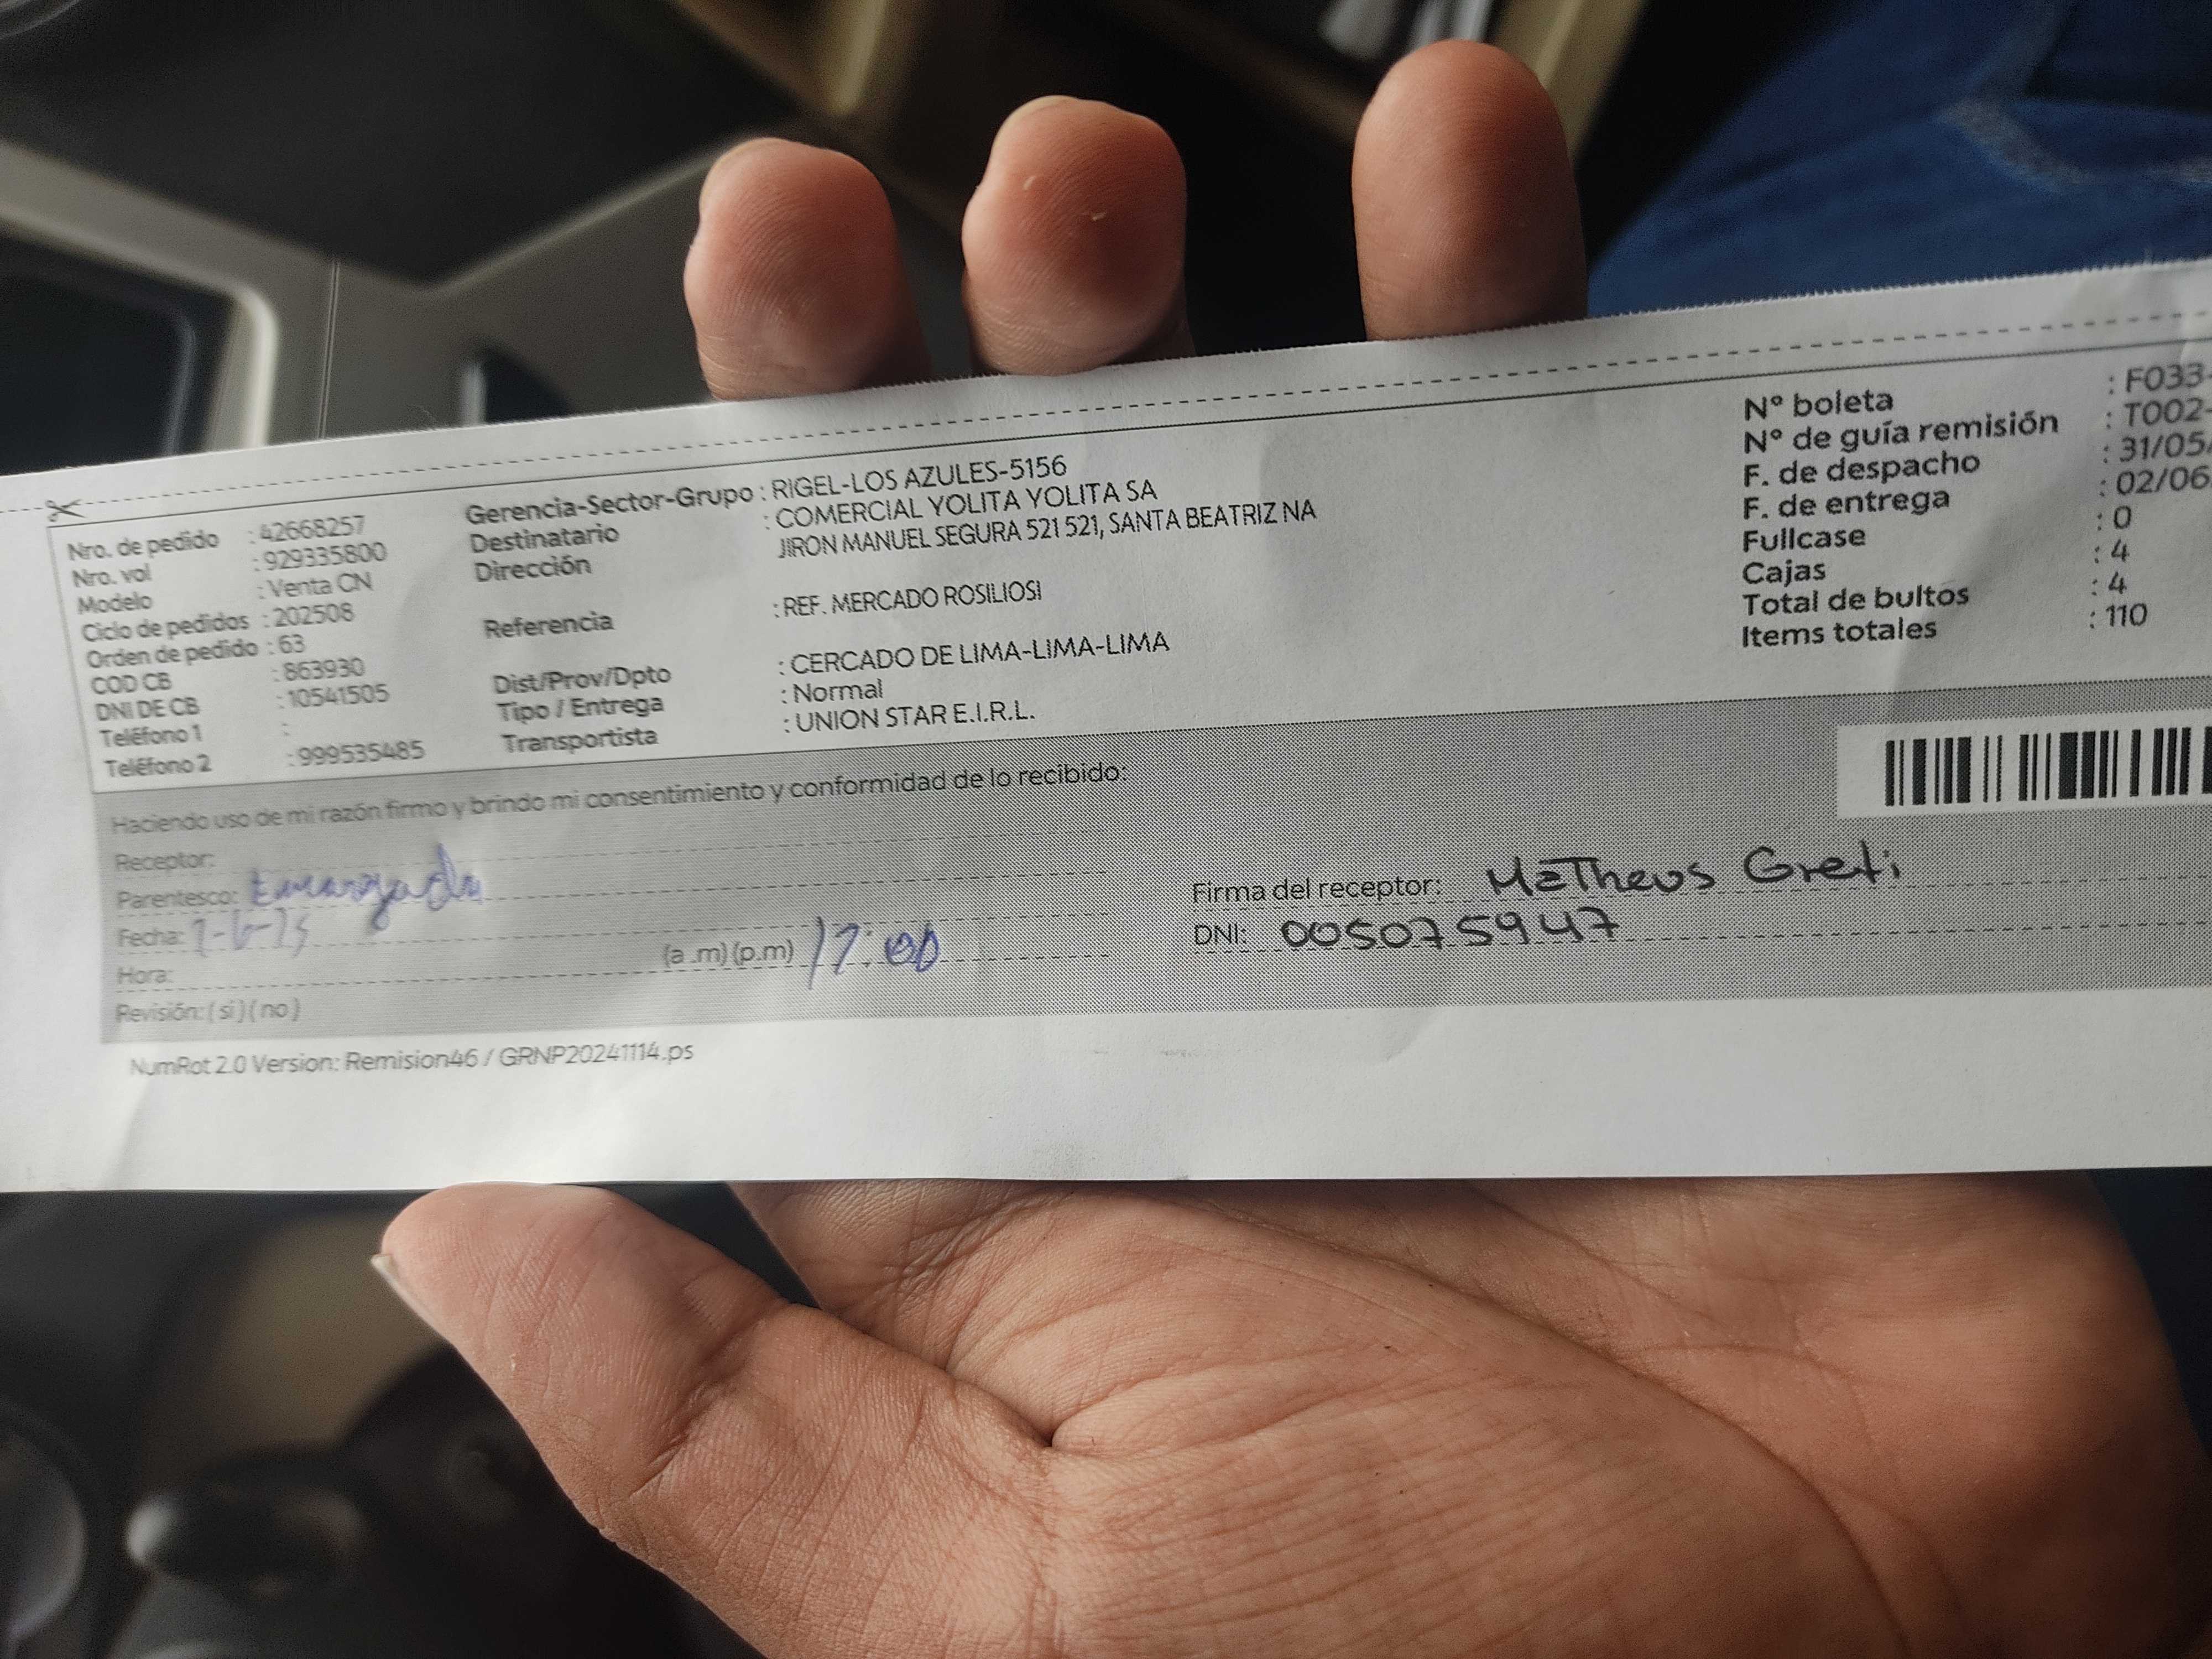 Nro. de pedido : 42668257
Nro. vol : 929335800
Modelo : Venta CN
Ciclo de pedidos : 202508
Orden de pedido : 63
COD CB : 863930
DNI DE CB : 10541505
Teléfono 1 :
Teléfono 2 : 999535485
Gerencia-Sector-Grupo : RIGEL-LOS AZULES-5156
Destinatario : COMERCIAL YOLITA YOLITA SA
Dirección JIRON MANUEL SEGURA 521 521, SANTA BEATRIZ NA
Referencia : REF. MERCADO ROSILIOSI
Dist/Prov/Dpto : CERCADO DE LIMA-LIMA-LIMA
Tipo / Entrega : Normal
Transportista : UNION STAR E.I.R.L.
N° boleta : F033-
N° de guía remisión : T002-
F. de despacho : 31/05/
F. de entrega : 02/06
Fullcase : 0
Cajas : 4
Total de bultos : 4
Items totales : 110
Haciendo uso de mi razón firmo y brindo mi consentimiento y conformidad de lo recibido:
Receptor:
Parentesco:
Fecha:
Hora: (a .m) (p.m) 17:00
Revisión: ( si ) ( no )
Firma del receptor: Matheus
DNI: 005075947
NumRot 2.0 Version: Remision46 / GRNP20241114.ps